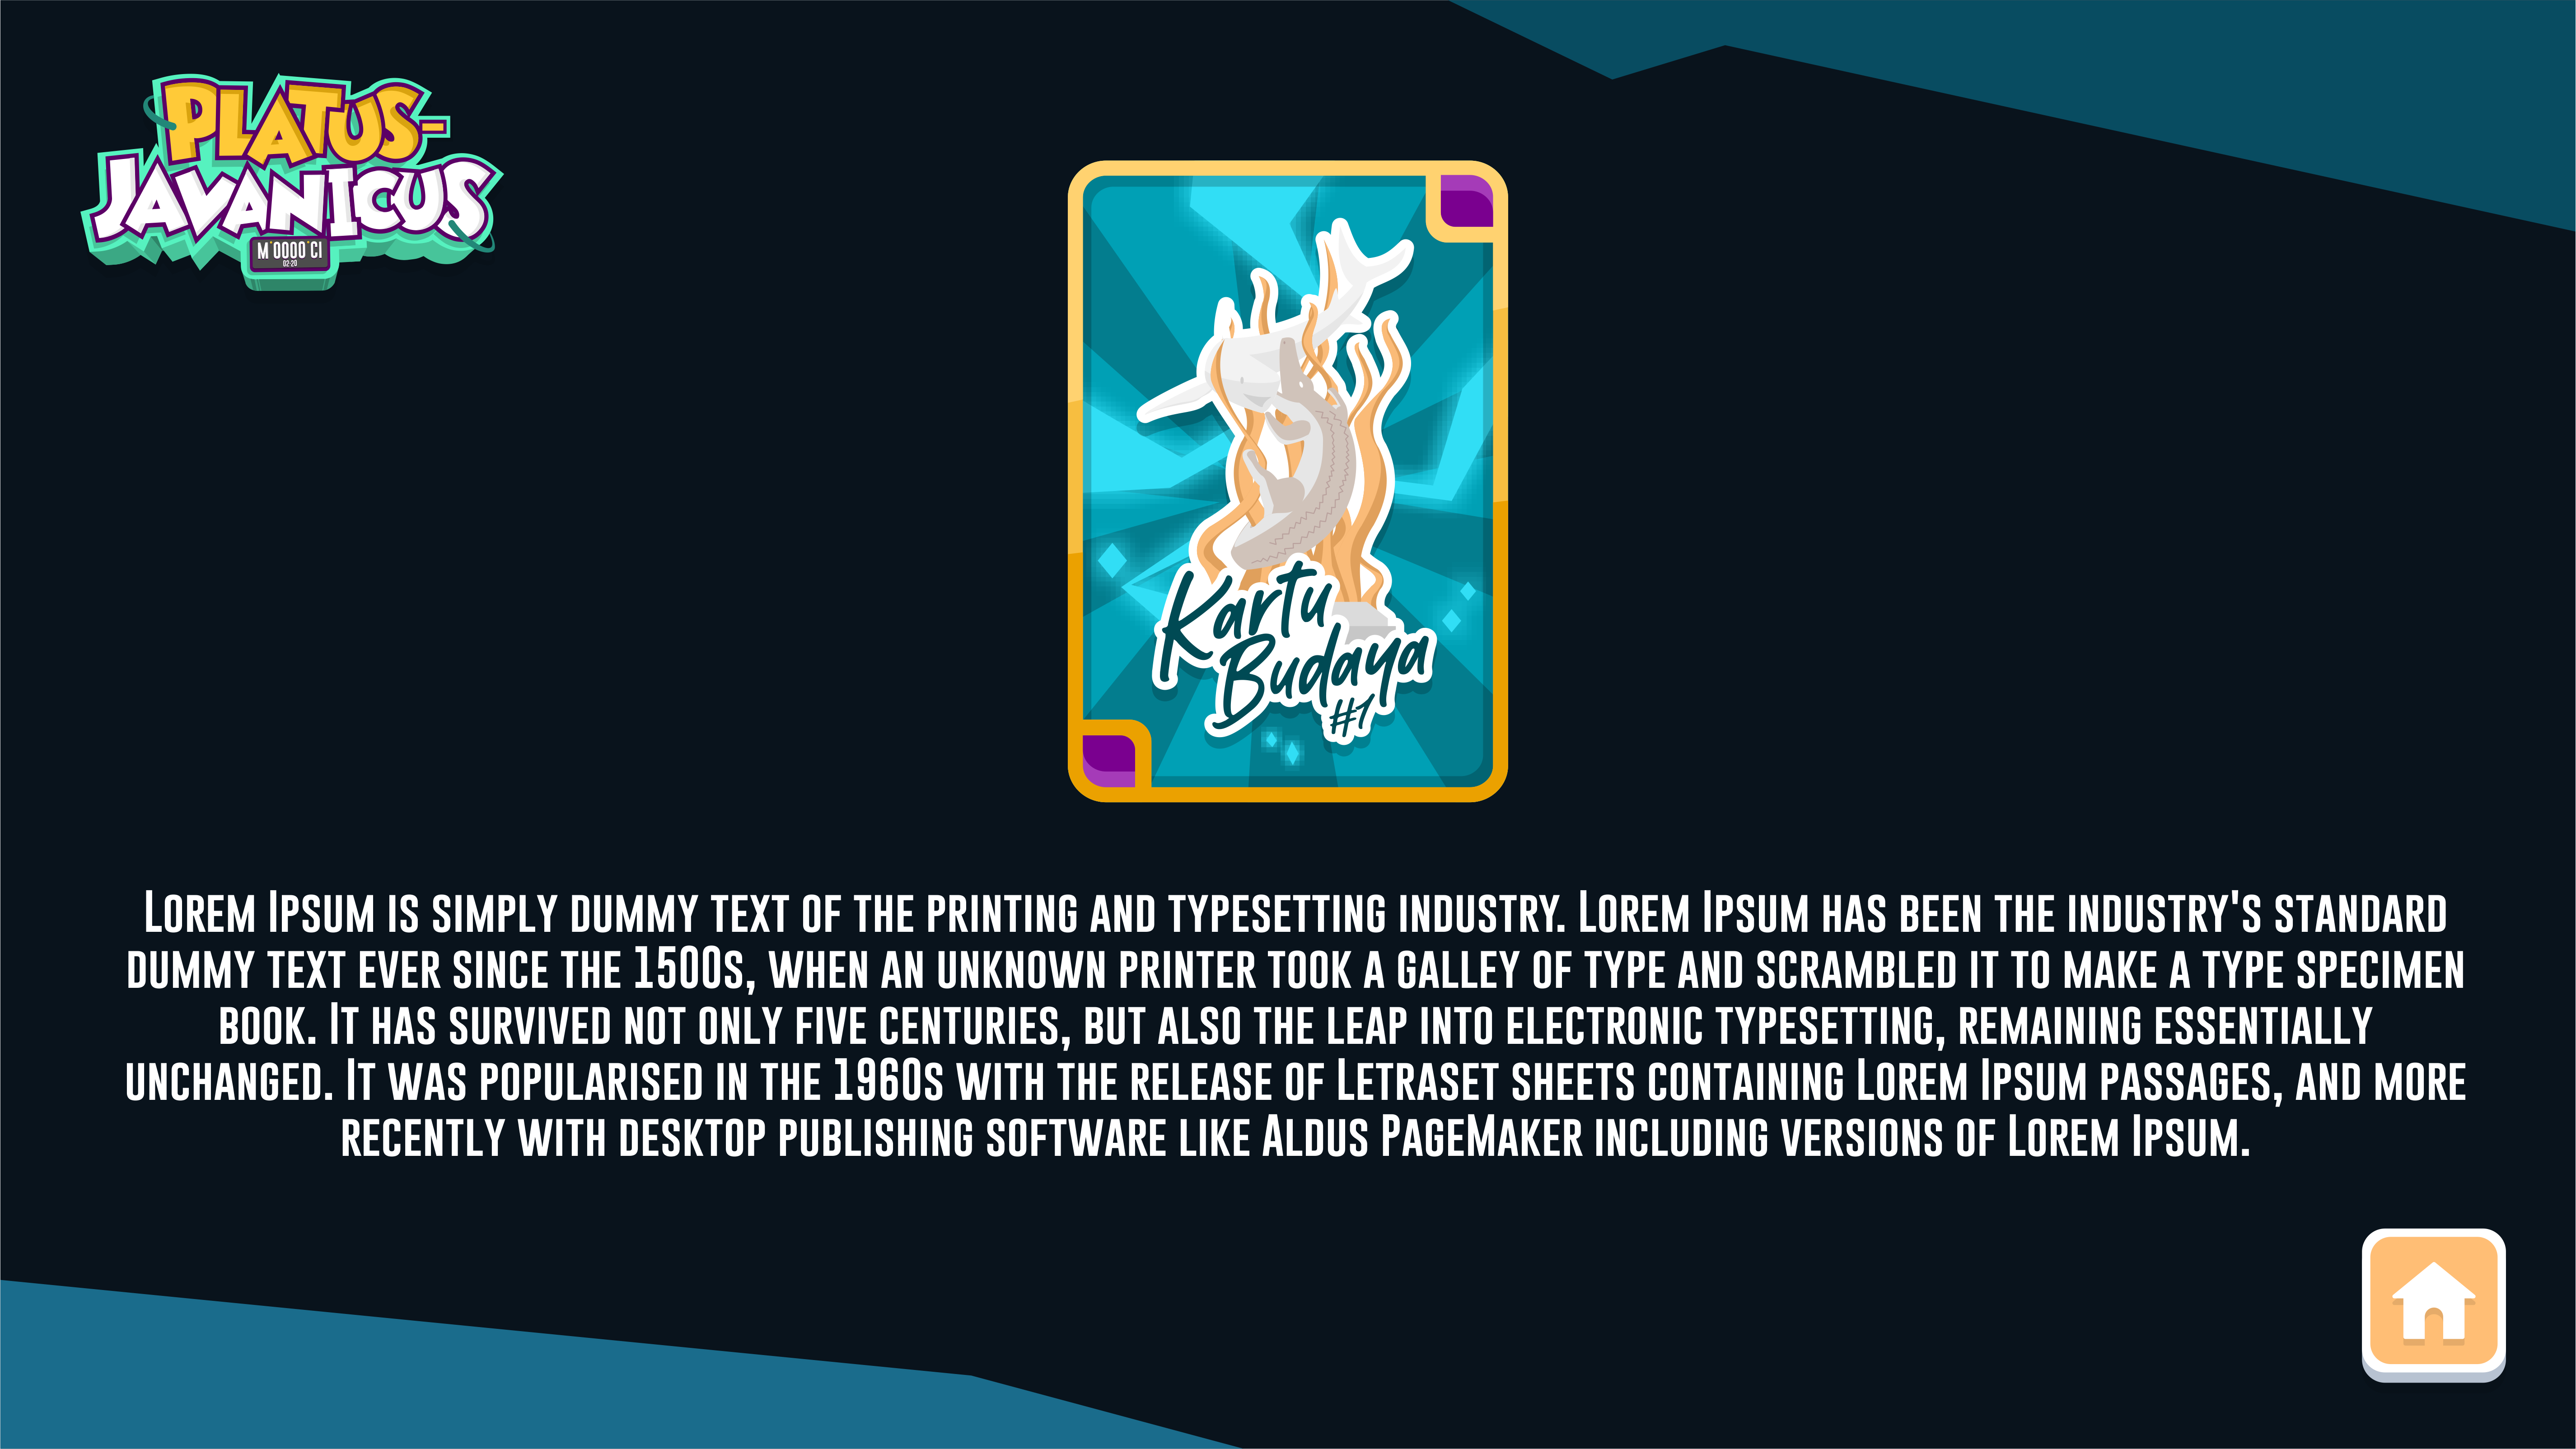 PLATUS-
JAVANICUS
M 0000 CI
02·20
Kartu
Budaya
#1
Lorem Ipsum is simply dummy text of the printing and typesetting industry. Lorem Ipsum has been the industry's standard
dummy text ever since the 1500s, when an unknown printer took a galley of type and scrambled it to make a type specimen
book. It has survived not only five centuries, but also the leap into electronic typesetting, remaining essentially
unchanged. It was popularised in the 1960s with the release of Letraset sheets containing Lorem Ipsum passages, and more
recently with desktop publishing software like Aldus PageMaker including versions of Lorem Ipsum.